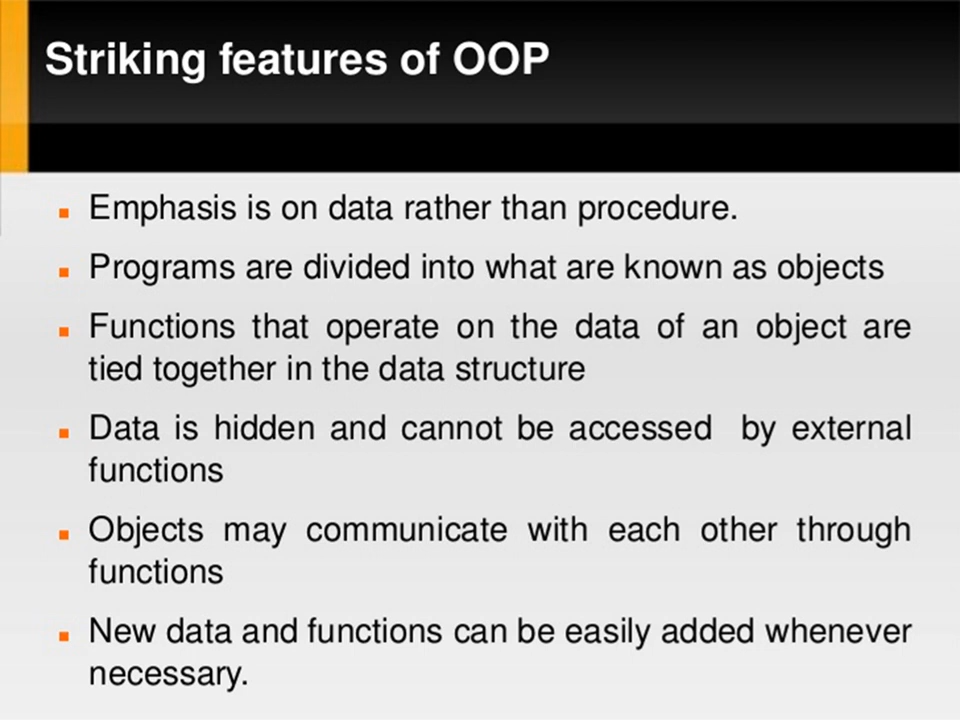 Striking features of OOP
Emphasis is on data rather than procedure.
Programs are divided into what are known as objects
Functions that operate on the data of an object are
tied together in the data structure
Data is hidden and cannot be accessed by external
functions
Objects may communicate with each other through
functions
New data and functions can be easily added whenever
necessary.